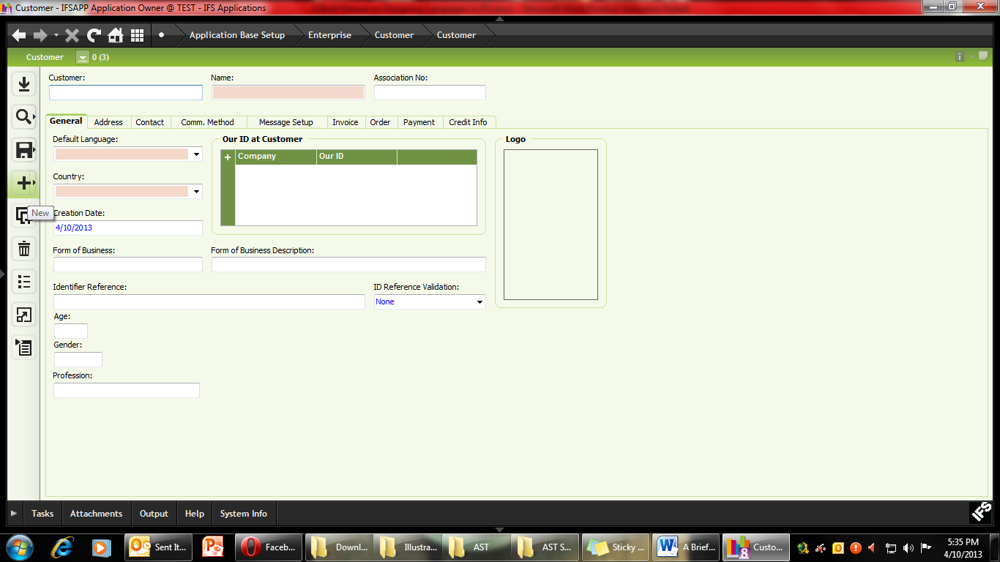 Customer - IFSAPP Application Owner @ TEST - IFS Applications
Application Base Setup Enterprise Customer Customer
Customer 0 (3)
Customer: Name: Association No:
General Address Contact Comm. Method Message Setup Invoice Order Payment Credit Info
Default Language: Our ID at Customer Logo
+ Company Our ID
Country:
New
Creation Date:
4/10/2013
Form of Business: Form of Business Description:
Identifier Reference: ID Reference Validation:
None
Age:
Gender:
Profession:
Tasks Attachments Output Help System Info
IFS
Sent It... Faceb... Downl... Illustra... AST AST S... Sticky ... A Brief... Custo...
5:35 PM
4/10/2013